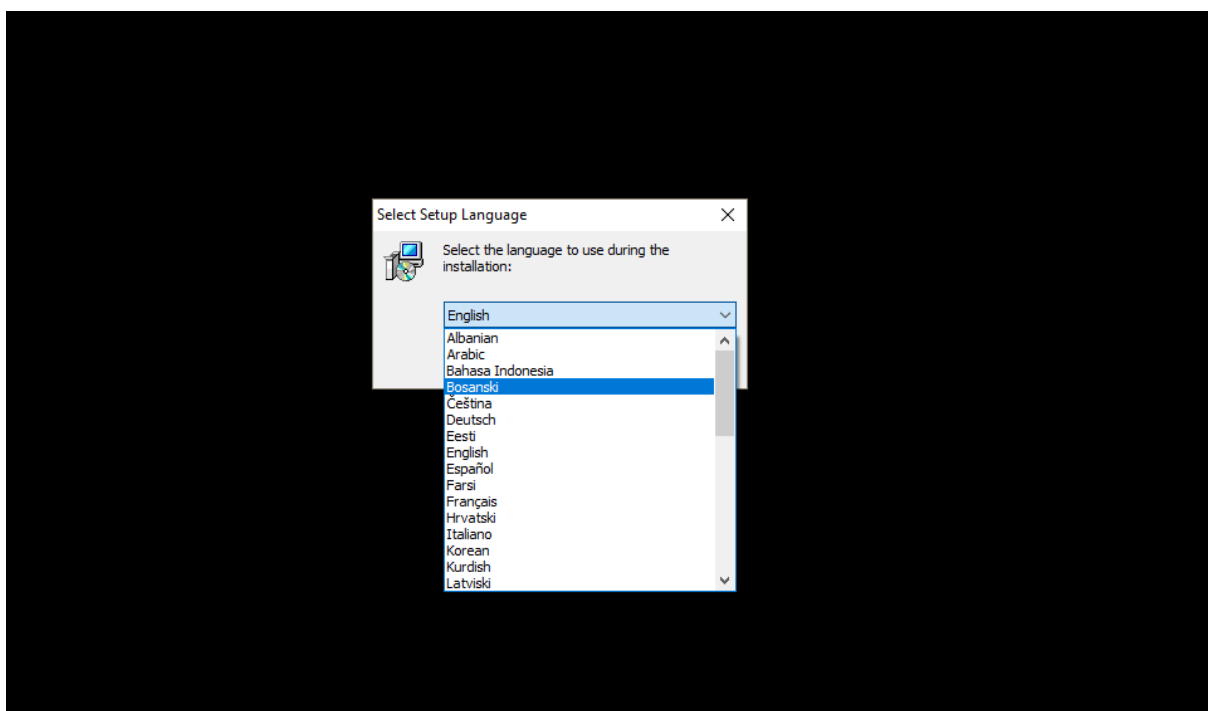 Select Setup Language
Select the language to use during the
installation:
English
Albanian
Arabic
Bahasa Indonesia
Bosanski
Čeština
Deutsch
Eesti
English
Español
Farsi
Français
Hrvatski
Italiano
Korean
Kurdish
Latviski